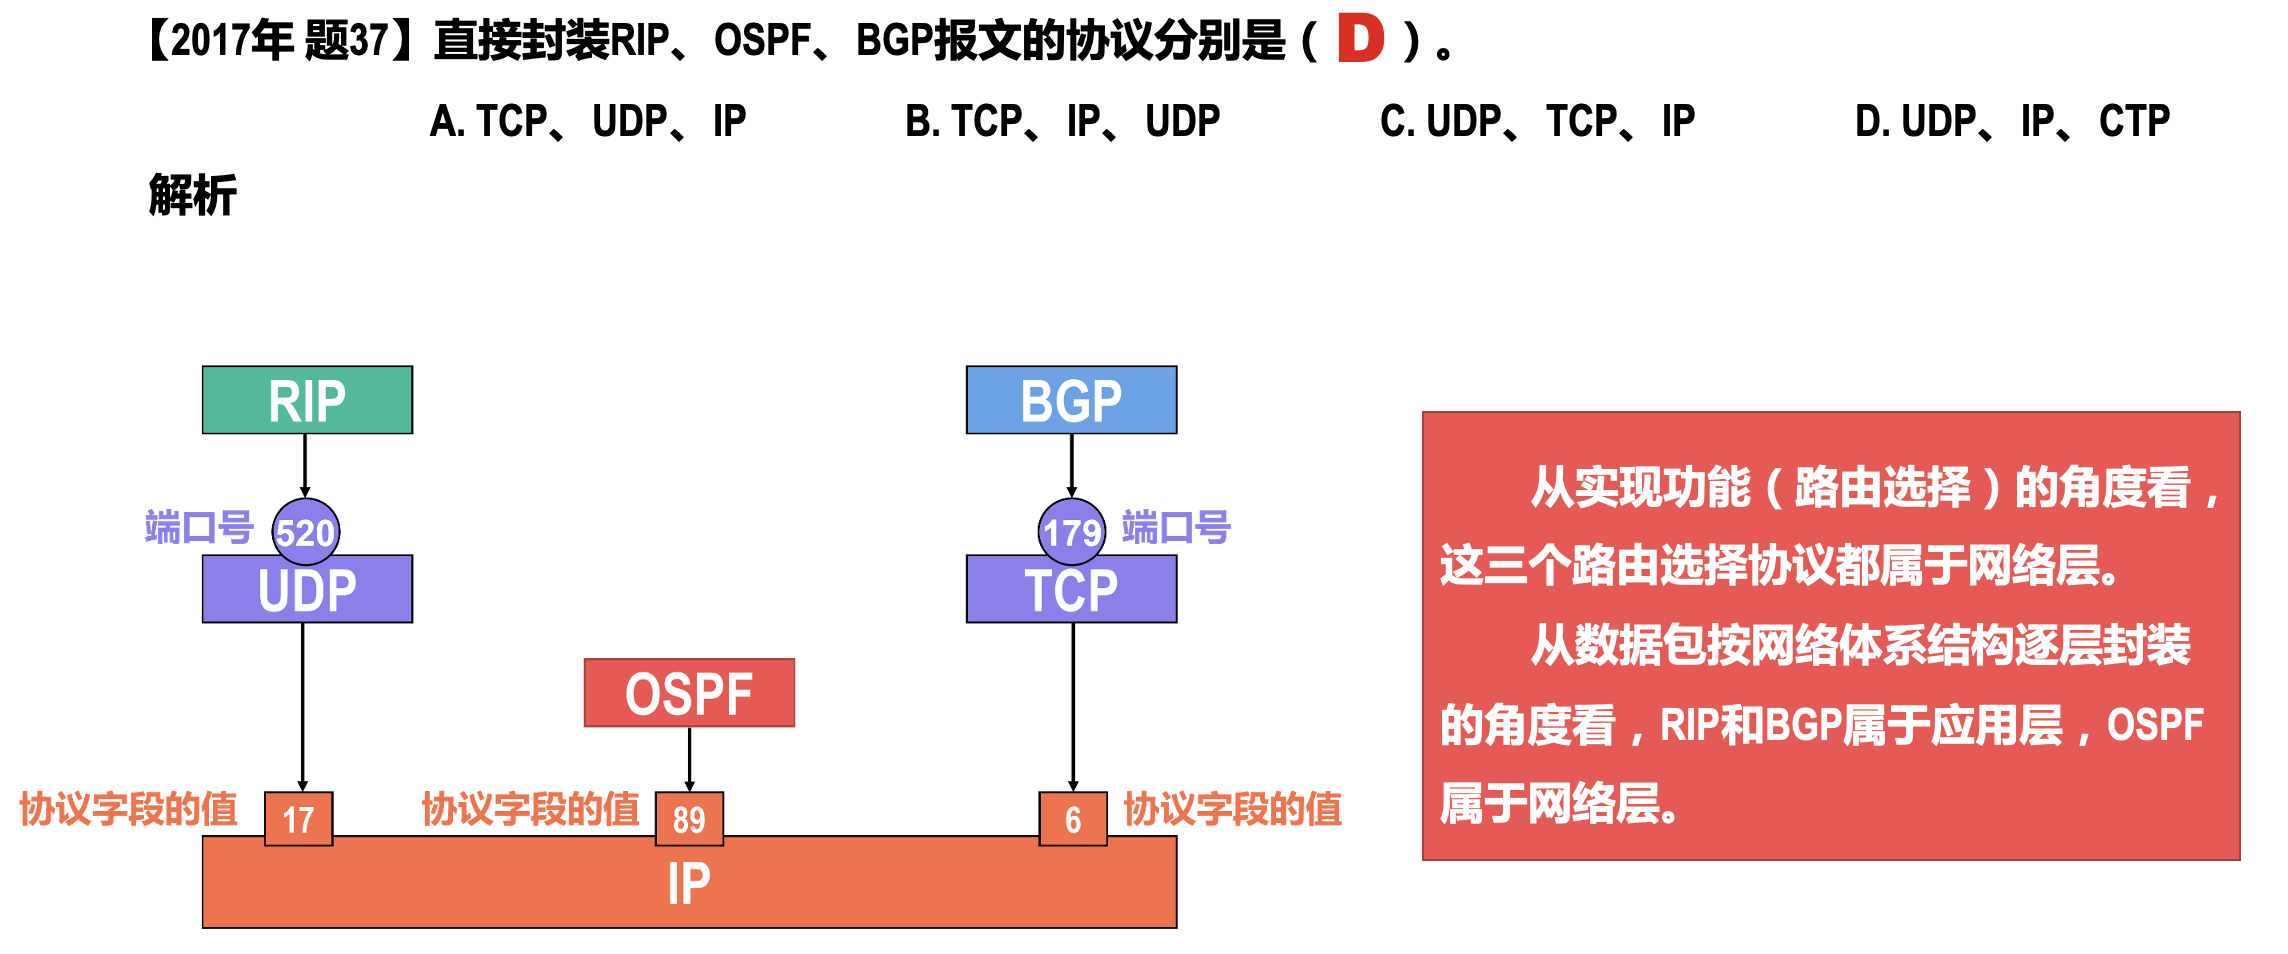 【2017年 题37】直接封装RIP、OSPF、BGP报文的协议分别是（ D ）。
A. TCP、UDP、IP B. TCP、IP、UDP C. UDP、TCP、IP D. UDP、IP、CTP
解析
RIP
BGP
端口号 520
179 端口号
UDP
TCP
OSPF
协议字段的值 17
协议字段的值 89
6 协议字段的值
IP
从实现功能（路由选择）的角度看，
这三个路由选择协议都属于网络层。
从数据包按网络体系结构逐层封装
的角度看，RIP和BGP属于应用层，OSPF
属于网络层。